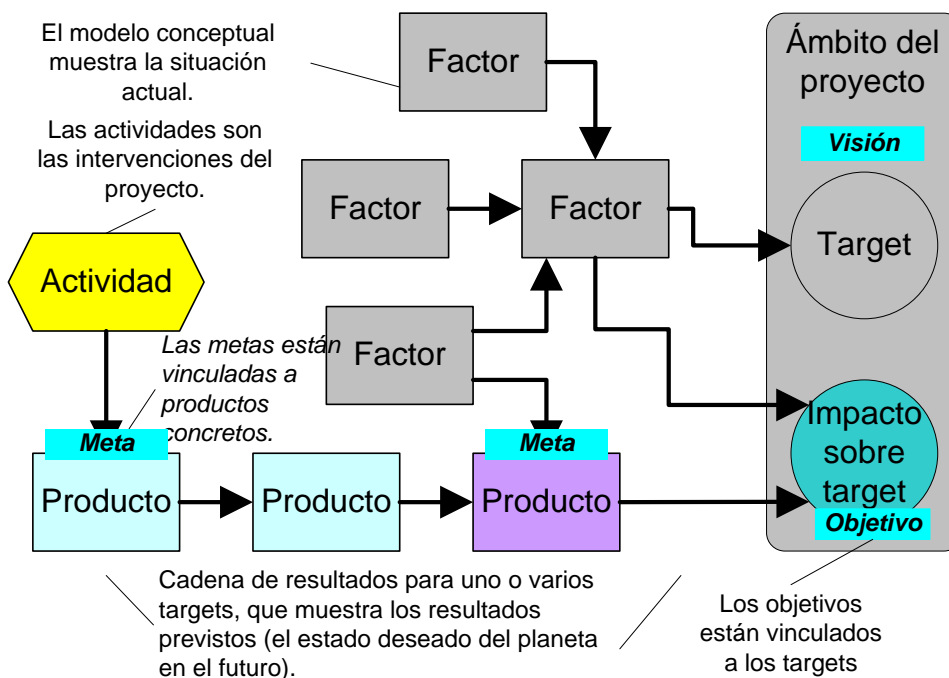 El modelo conceptual
muestra la situación
actual.
Factor
Ámbito del
proyecto
Las actividades son
las intervenciones del
proyecto.
Visión
Factor
Factor
Target
Actividad
Las metas están
vinculadas a
productos
concretos.
Factor
Meta
Meta
Impacto
sobre
target
Producto
Producto
Producto
Objetivo
Cadena de resultados para uno o varios
targets, que muestra los resultados
previstos (el estado deseado del planeta
en el futuro).
Los objetivos
están vinculados
a los targets